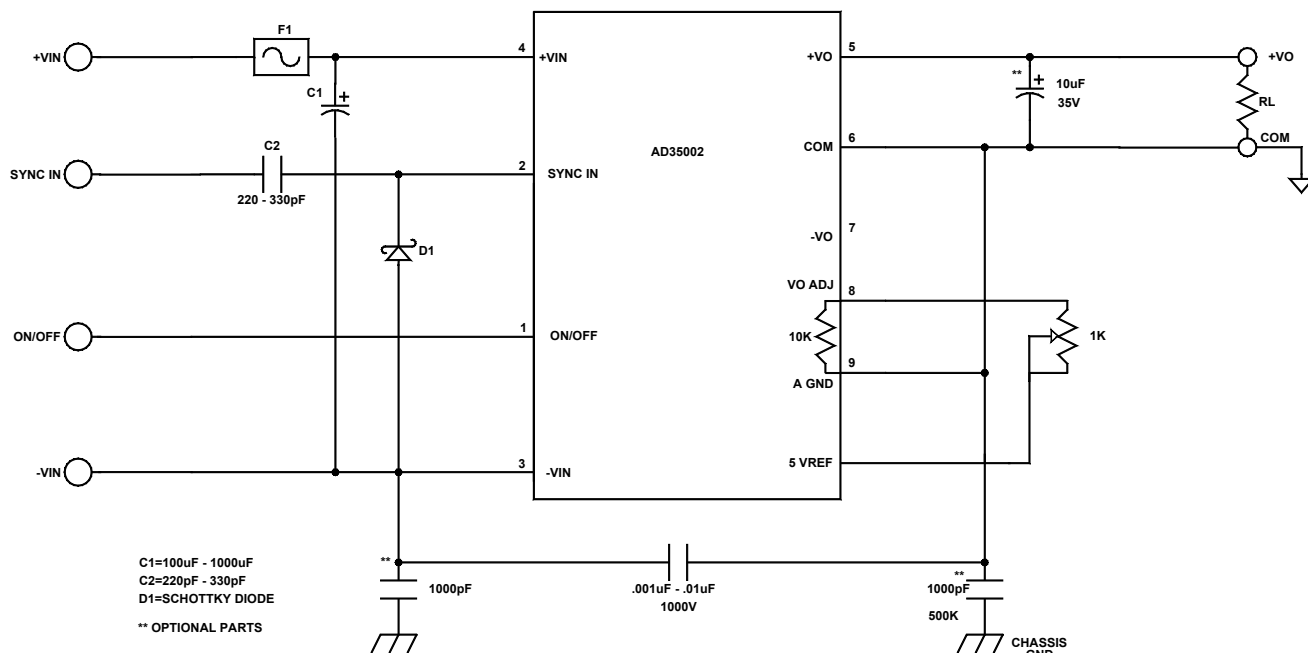 F1
+VIN
4
+VIN
C1
+
C2
SYNC IN
220 - 330pF
2
SYNC IN
D1
ON/OFF
1
ON/OFF
-VIN
3
-VIN
AD35002
5
+VO
**
+
10uF
35V
+VO
RL
6
COM
COM
7
-VO
VO ADJ
8
10K
1K
9
A GND
5 VREF
C1=100uF - 1000uF
C2=220pF - 330pF
D1=SCHOTTKY DIODE
** OPTIONAL PARTS
**
1000pF
.001uF - .01uF
1000V
**
1000pF
500K
CHASSIS
GND